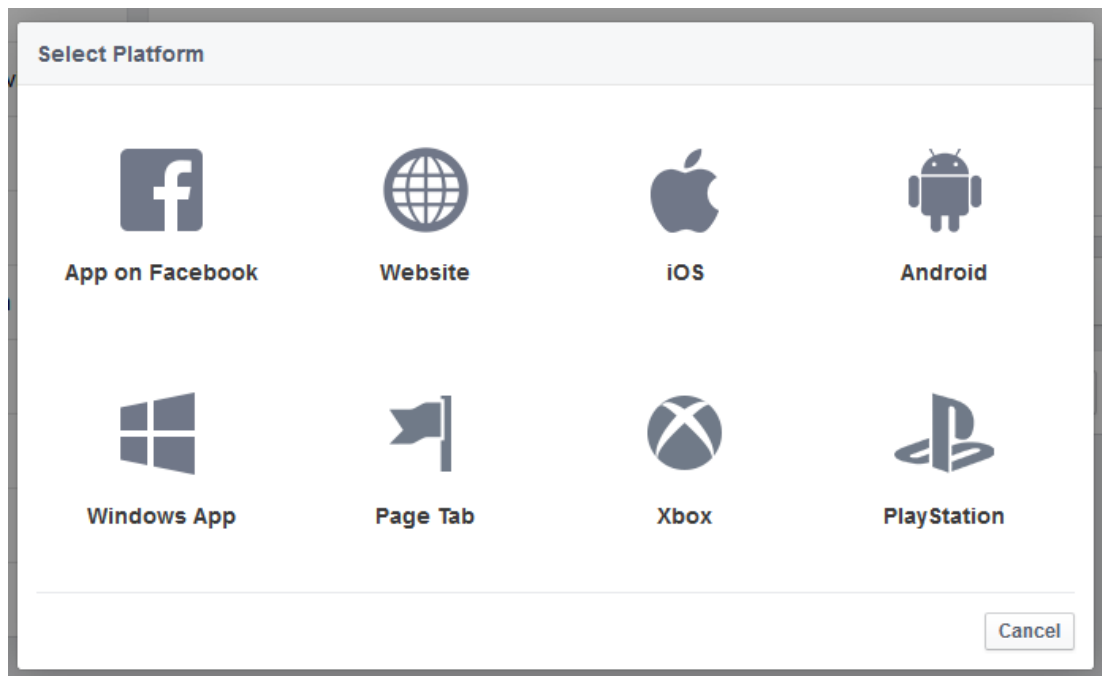 Select Platform
App on Facebook
Website
iOS
Android
Windows App
Page Tab
Xbox
PlayStation
Cancel